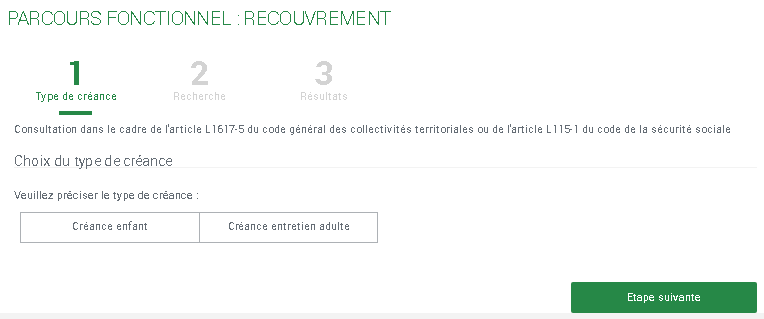 PARCOURS FONCTIONNEL : RECOUVREMENT
1 2 3
Type de créance Recherche Résultats
Consultation dans le cadre de l'article L1617-5 du code général des collectivités territoriales ou de l'article L115-1 du code de la sécurité sociale
Choix du type de créance
Veuillez préciser le type de créance :
Créance enfant Créance entretien adulte
Etape suivante